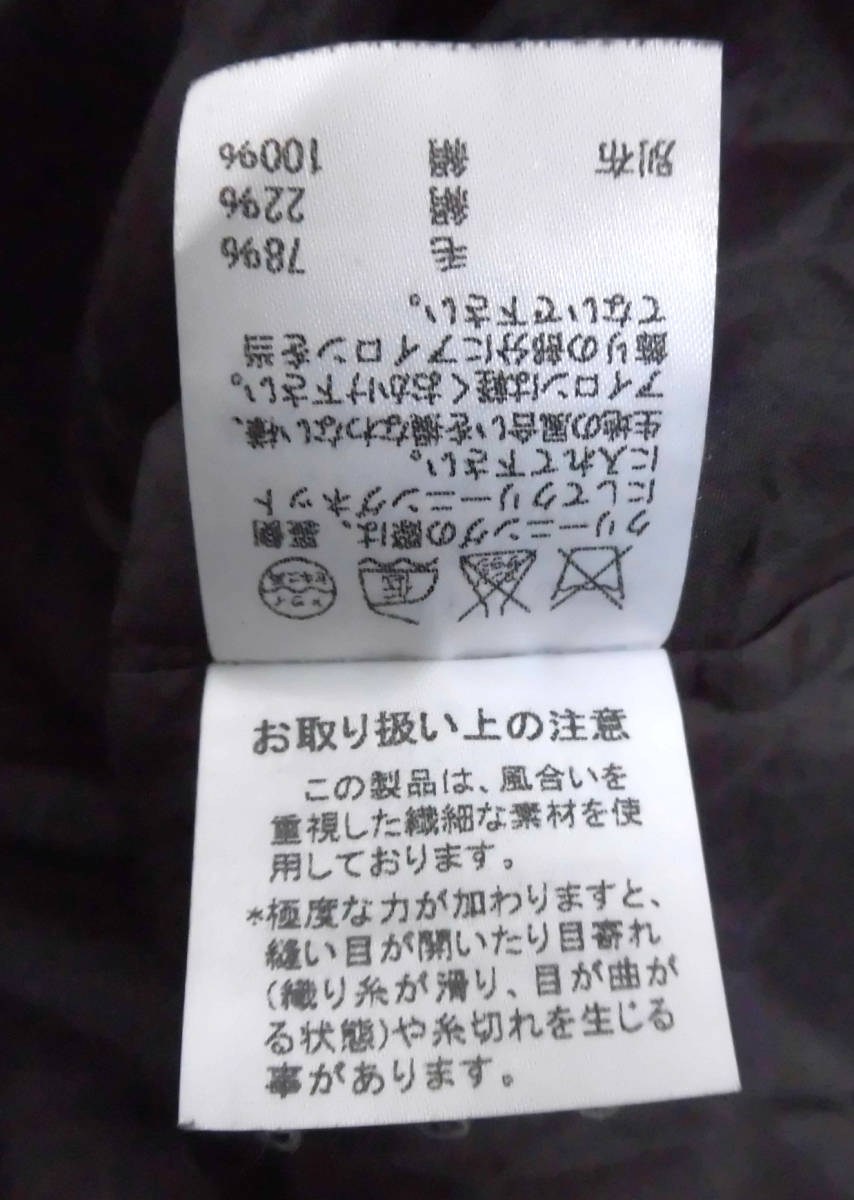 ドライ
セキユ系
クリーニングの際は、裏側
にしてクリーニングネット
に入れて下さい。
生地の風合いを損なわない様、
アイロンは軽くおかけ下さい。
飾りの部分にアイロンを当
てないで下さい。
毛 78%
絹 22%
別布 絹 100%
お取り扱い上の注意
この製品は、風合いを
重視した繊細な素材を使
用しております。
*極度な力が加わりますと、
縫い目が開いたり目寄れ
(織り糸が滑り、目が曲が
る状態)や糸切れを生じる
事があります。